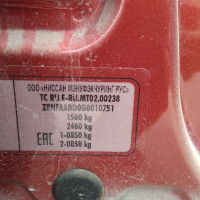 ООО «НИССАН МЭНУФЭКЧУРИНГ РУС»
ТС RU E-RU.MT02.00238
Z8NFAABD0G0010751
1560 kg
2460 kg
EAC 1-0850 kg
2-0850 kg